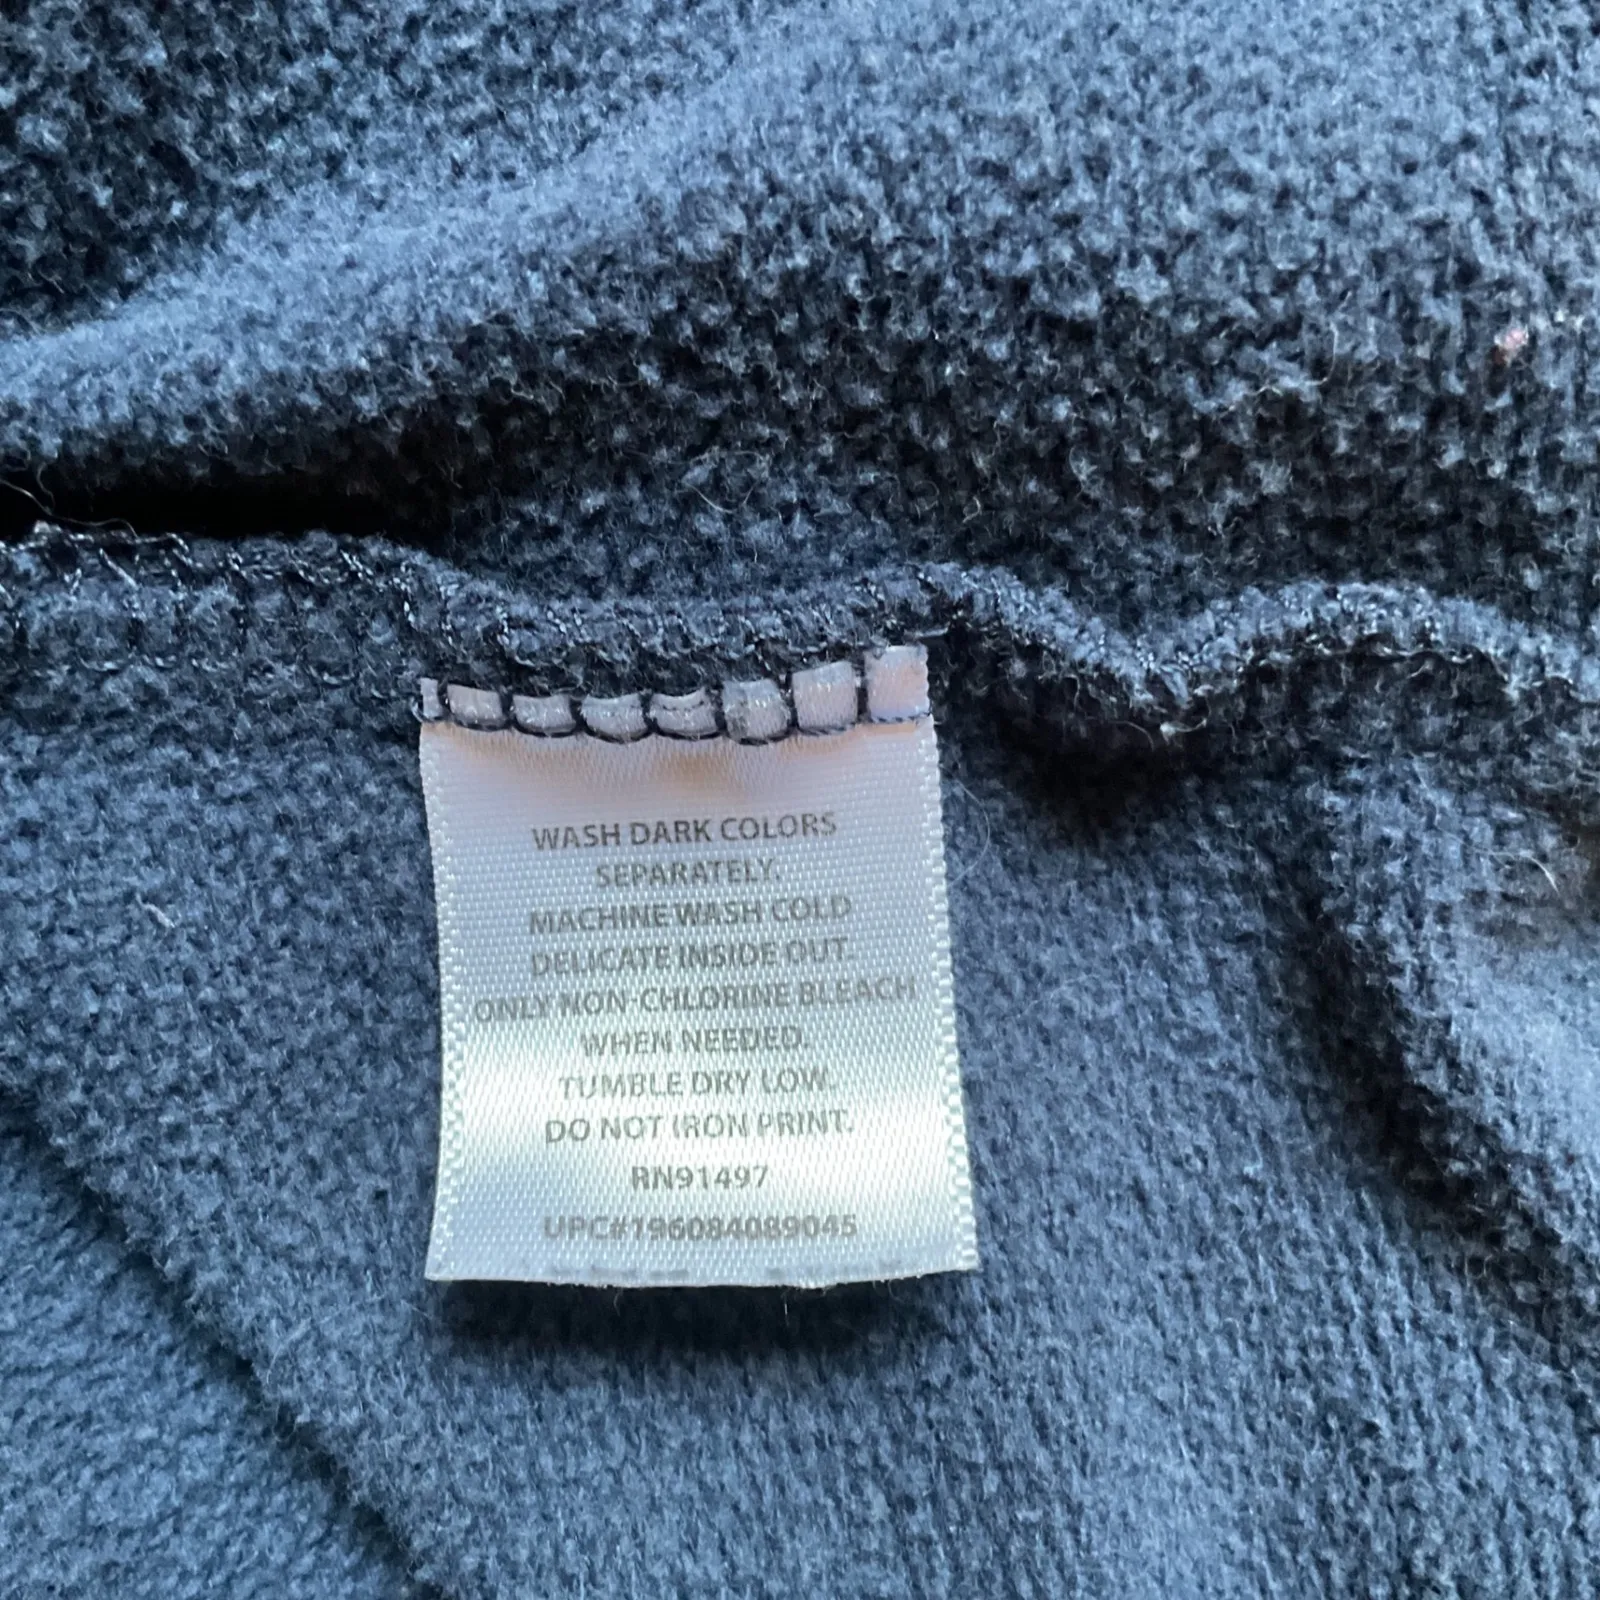 WASH DARK COLORS
SEPARATELY.
MACHINE WASH COLD
DELICATE INSIDE OUT.
ONLY NON-CHLORINE BLEACH
WHEN NEEDED.
TUMBLE DRY LOW.
DO NOT IRON PRINT.
RN91497
UPC#196084089045